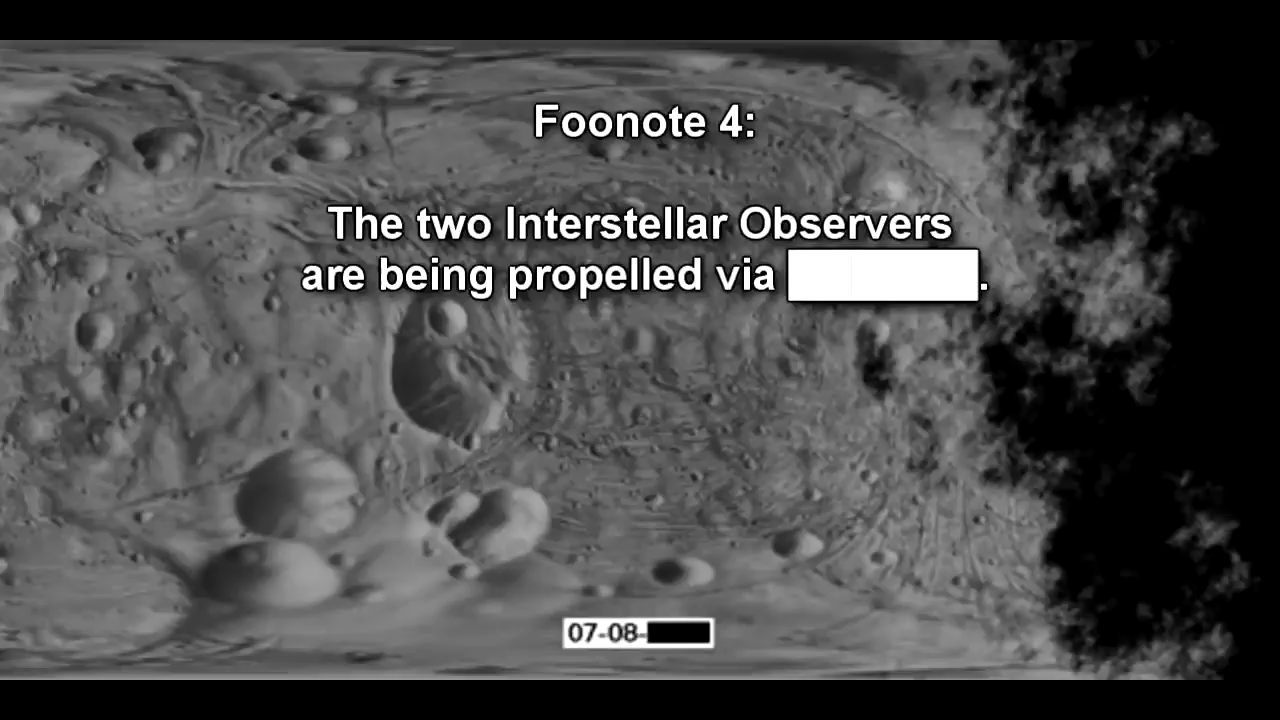 Foonote 4:
The two Interstellar Observers
are being propelled via .
07-08-